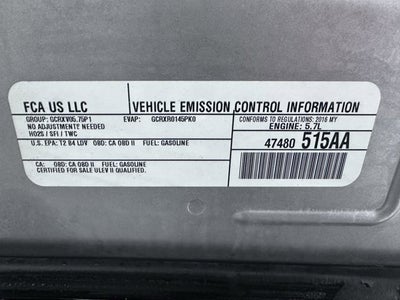 FCA US LLC
VEHICLE EMISSION CONTROL INFORMATION
GROUP: GCRXV05.75P1 EVAP: GCRXR0145PK0
CONFORMS TO REGULATIONS: 2016 MY
NO ADJUSTMENTS NEEDED
ENGINE: 5.7L
HO2S / SFI / TWC
47480 515AA
U.S. EPA: T2 B4 LDV OBD: CA OBD II FUEL: GASOLINE
CA: OBD: CA OBD II FUEL: GASOLINE
CERTIFIED FOR SALE ULEV II QUALIFIED